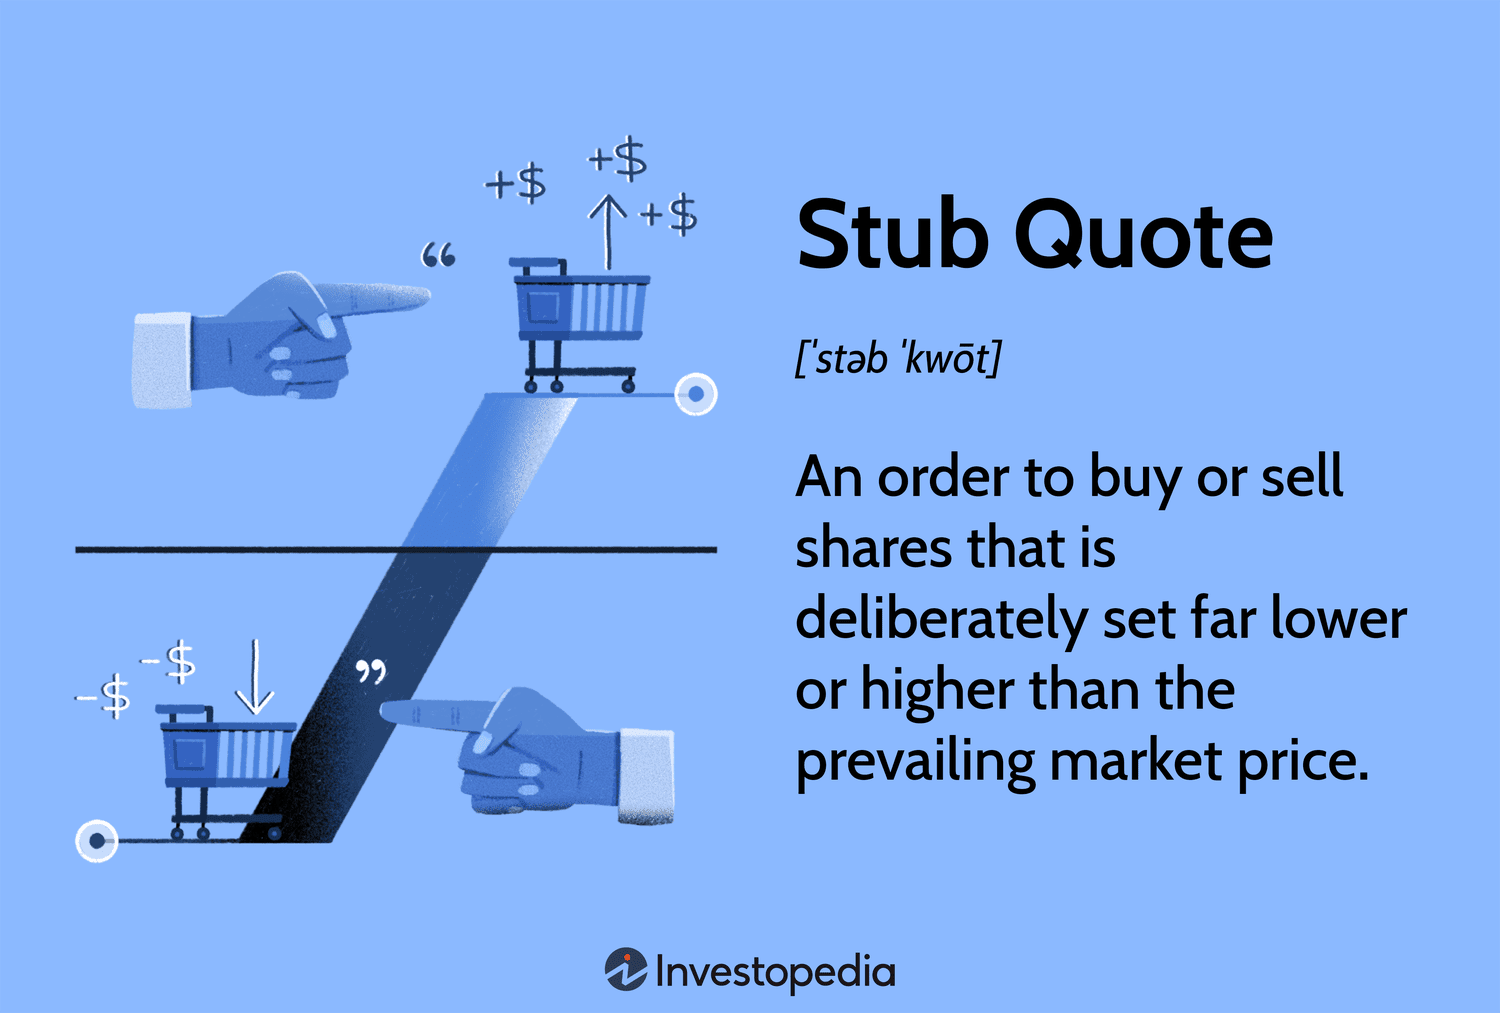 +$
+$
+$
“
Stub Quote
[ˈstəb ˈkwōt]
An order to buy or sell
shares that is
deliberately set far lower
or higher than the
prevailing market price.
-$
-$
”
Investopedia